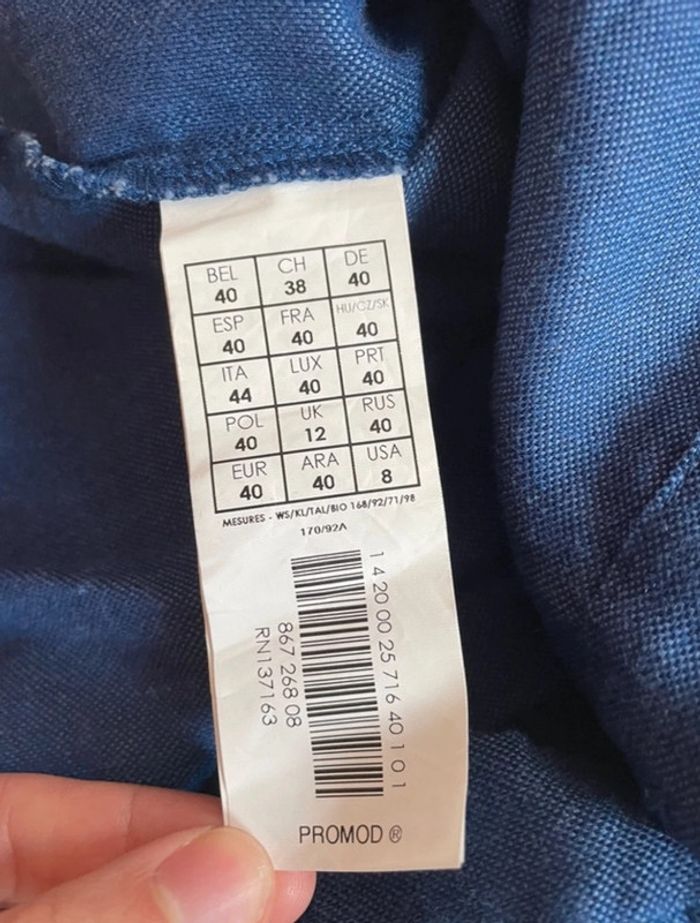 BEL CH DE
40 38 40
ESP FRA HU/CZ/SK
40 40 40
ITA LUX PRT
44 40 40
POL UK RUS
40 12 40
EUR ARA USA
40 40 8
MESURES - WS/KL/TAL/BIO 168/92/71/98
170/92A
1 4 20 00 25 716 40 1 0 1
867 268 08
RN137163
PROMOD ®